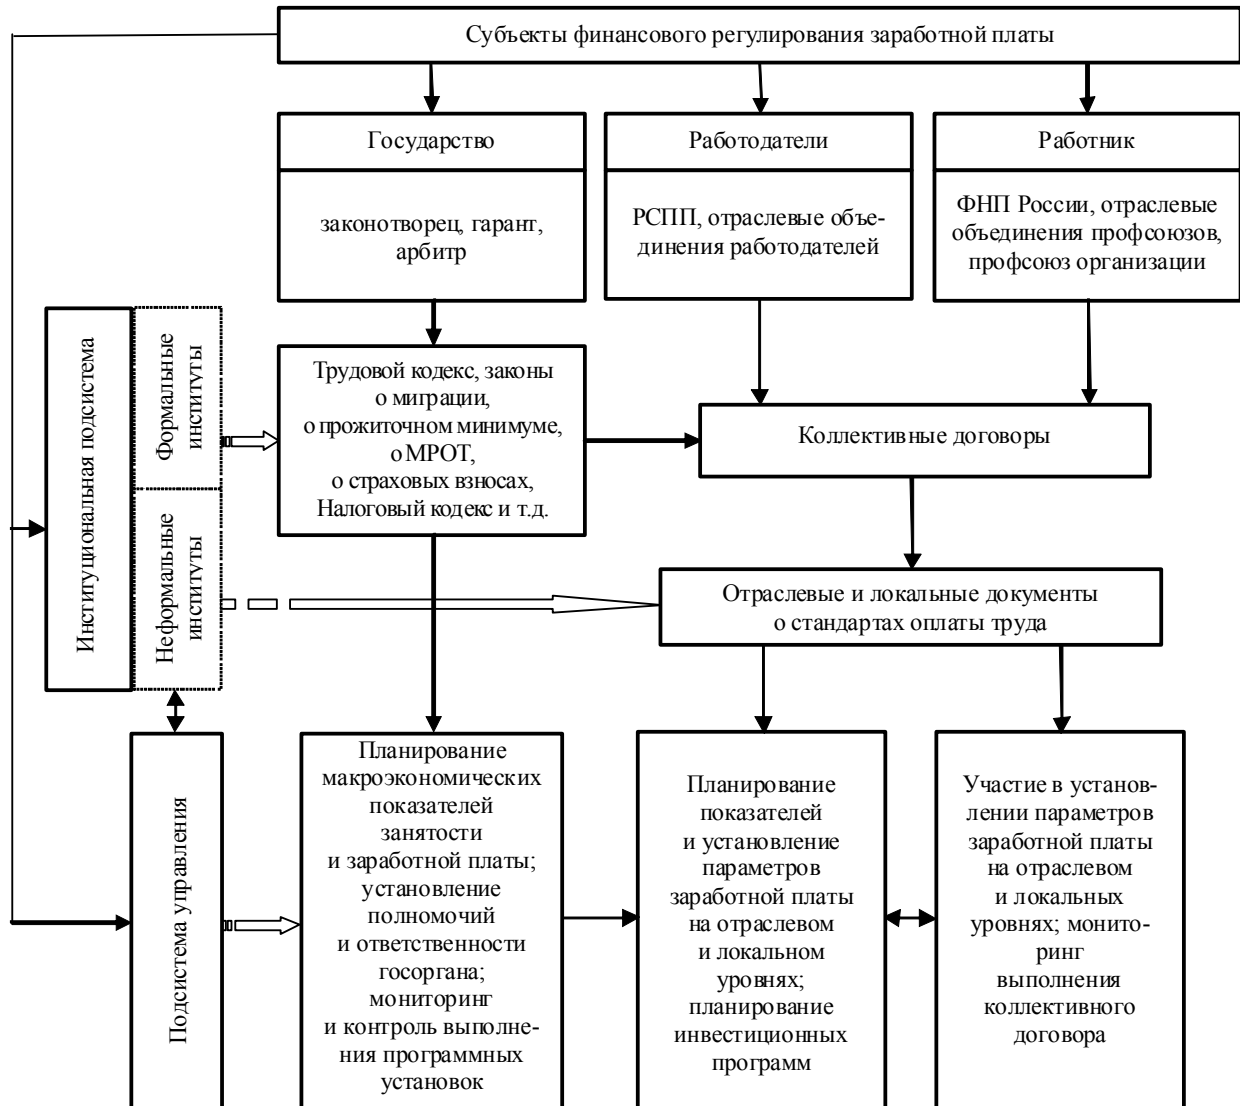 Субъекты финансового регулирования заработной платы
Государство
законотворец, гарант,
арбитр
Работодатели
РСПП, отраслевые объе-
динения работодателей
Работник
ФНП России, отраслевые
объединения профсоюзов,
профсоюз организации
Институциональная подсистема
Формальные
институты
Неформальные
институты
Трудовой кодекс, законы
о миграции,
о прожиточном минимуме,
о МРОТ,
о страховых взносах,
Налоговый кодекс и т.д.
Коллективные договоры
Отраслевые и локальные документы
о стандартах оплаты труда
Подсистема управления
Планирование
макроэкономических
показателей
занятости
и заработной платы;
установление
полномочий
и ответственности
госоргана;
мониторинг
и контроль выполне-
ния программных
установок
Планирование
показателей
и установление
параметров
заработной платы
на отраслевом
и локальном
уровнях;
планирование
инвестиционных
программ
Участие в установ-
лении параметров
заработной платы
на отраслевом
и локальных
уровнях; монито-
ринг
выполнения
коллективного
договора